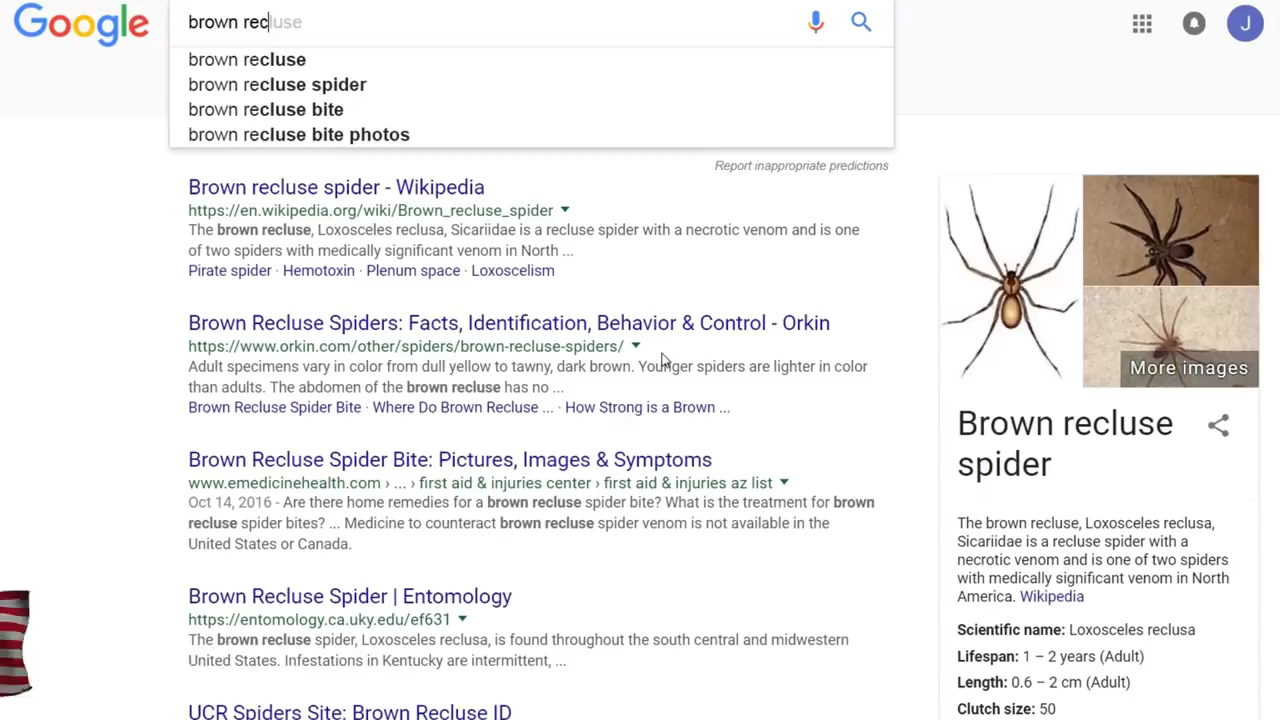 Google
brown recluse
J
brown recluse
brown recluse spider
brown recluse bite
brown recluse bite photos
Report inappropriate predictions
Brown recluse spider - Wikipedia
https://en.wikipedia.org/wiki/Brown_recluse_spider
The brown recluse, Loxosceles reclusa, Sicariidae is a recluse spider with a necrotic venom and is one
of two spiders with medically significant venom in North ...
Pirate spider · Hemotoxin · Plenum space · Loxoscelism
Brown Recluse Spiders: Facts, Identification, Behavior & Control - Orkin
https://www.orkin.com/other/spiders/brown-recluse-spiders/
Adult specimens vary in color from dull yellow to tawny, dark brown. Younger spiders are lighter in color
than adults. The abdomen of the brown recluse has no ...
Brown Recluse Spider Bite · Where Do Brown Recluse ... · How Strong is a Brown ...
Brown Recluse Spider Bite: Pictures, Images & Symptoms
www.emedicinehealth.com › ... › first aid & injuries center › first aid & injuries az list
Oct 14, 2016 - Are there home remedies for a brown recluse spider bite? What is the treatment for brown
recluse spider bites? ... Medicine to counteract brown recluse spider venom is not available in the
United States or Canada.
Brown Recluse Spider | Entomology
https://entomology.ca.uky.edu/ef631
The brown recluse spider, Loxosceles reclusa, is found throughout the south central and midwestern
United States. Infestations in Kentucky are intermittent, ...
UCR Spiders Site: Brown Recluse ID
More images
Brown recluse
spider
The brown recluse, Loxosceles reclusa,
Sicariidae is a recluse spider with a
necrotic venom and is one of two spiders
with medically significant venom in North
America. Wikipedia
Scientific name: Loxosceles reclusa
Lifespan: 1 – 2 years (Adult)
Length: 0.6 – 2 cm (Adult)
Clutch size: 50